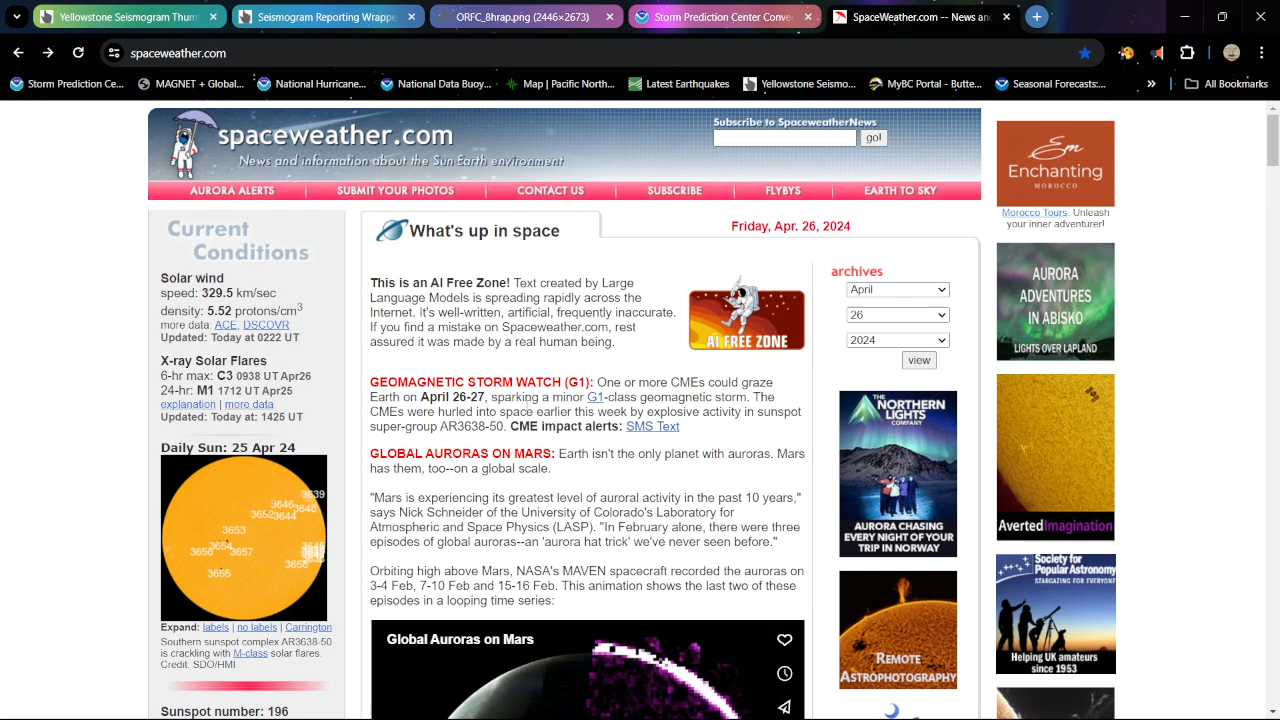 Yellowstone Seismogram Thum
Seismogram Reporting Wrappe
ORFC_8hrap.png (2446×2673)
Storm Prediction Center Conve
SpaceWeather.com -- News and
spaceweather.com
Storm Prediction Ce...
MAGNET + Global...
National Hurricane...
National Data Buoy...
Map | Pacific North...
Latest Earthquakes
Yellowstone Seismo...
MyBC Portal - Butte...
Seasonal Forecasts:...
All Bookmarks
spaceweather.com
News and information about the Sun Earth environment
Subscribe to SpaceweatherNews
go!
AURORA ALERTS
SUBMIT YOUR PHOTOS
CONTACT US
SUBSCRIBE
FLYBYS
EARTH TO SKY
Current
Conditions
Solar wind
speed: 329.5 km/sec
density: 5.52 protons/cm3
more data: ACE, DSCOVR
Updated: Today at 0222 UT
X-ray Solar Flares
6-hr max: C3 0938 UT Apr26
24-hr: M1 1712 UT Apr25
explanation | more data
Updated: Today at: 1425 UT
Daily Sun: 25 Apr 24
3639
3646
3648
3652
3644
3653
3654
3656
3657
3655
Expand: labels | no labels | Carrington
Southern sunspot complex AR3638-50
is crackling with M-class solar flares.
Credit: SDO/HMI
Sunspot number: 196
What's up in space
Friday, Apr. 26, 2024
This is an AI Free Zone! Text created by Large
Language Models is spreading rapidly across the
Internet. It's well-written, artificial, frequently inaccurate.
If you find a mistake on Spaceweather.com, rest
assured it was made by a real human being.
AI FREE ZONE
GEOMAGNETIC STORM WATCH (G1): One or more CMEs could graze
Earth on April 26-27, sparking a minor G1-class geomagnetic storm. The
CMEs were hurled into space earlier this week by explosive activity in sunspot
super-group AR3638-50. CME impact alerts: SMS Text
GLOBAL AURORAS ON MARS: Earth isn't the only planet with auroras. Mars
has them, too--on a global scale.
"Mars is experiencing its greatest level of auroral activity in the past 10 years,"
says Nick Schneider of the University of Colorado's Laboratory for
Atmospheric and Space Physics (LASP). "In February alone, there were three
episodes of global auroras--an 'aurora hat trick' we've never seen before."
Orbiting high above Mars, NASA's MAVEN spacecraft recorded the auroras on
3-4 Feb, 7-10 Feb and 15-16 Feb. This animation shows the last two of these
episodes in a looping time series:
Global Auroras on Mars
archives
April
26
2024
view
THE
NORTHERN
LIGHTS
COMPANY
AURORA CHASING
EVERY NIGHT OF YOUR
TRIP IN NORWAY
REMOTE
ASTROPHOTOGRAPHY
Em
Enchanting
MOROCCO
Morocco Tours: Unleash
your inner adventurer!
AURORA
ADVENTURES
IN ABISKO
LIGHTS OVER LAPLAND
AvertedImagination
Society for
Popular Astronomy
STARGAZING FOR EVERYONE
Helping UK amateurs
since 1953